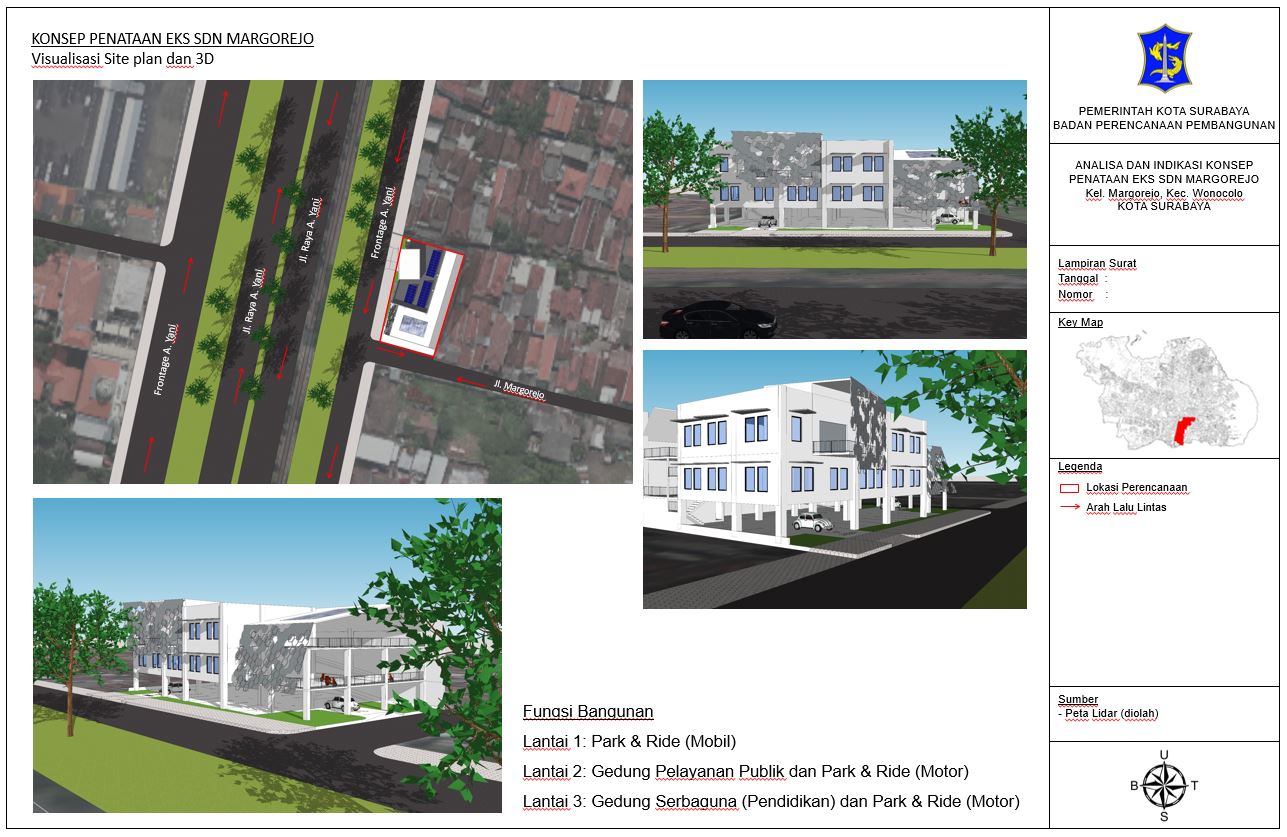 KONSEP PENATAAN EKS SDN MARGOREJO
Visualisasi Site plan dan 3D
Frontage A. Yani
Jl. Raya A. Yani
Jl. Raya A. Yani
Frontage A. Yani
Jl. Margorejo
Fungsi Bangunan
Lantai 1: Park & Ride (Mobil)
Lantai 2: Gedung Pelayanan Publik dan Park & Ride (Motor)
Lantai 3: Gedung Serbaguna (Pendidikan) dan Park & Ride (Motor)
PEMERINTAH KOTA SURABAYA
BADAN PERENCANAAN PEMBANGUNAN
ANALISA DAN INDIKASI KONSEP
PENATAAN EKS SDN MARGOREJO
Kel. Margorejo, Kec. Wonocolo
KOTA SURABAYA
Lampiran Surat
Tanggal :
Nomor :
Key Map
Legenda
Lokasi Perencanaan
Arah Lalu Lintas
Sumber
- Peta Lidar (diolah)
U
B T
S